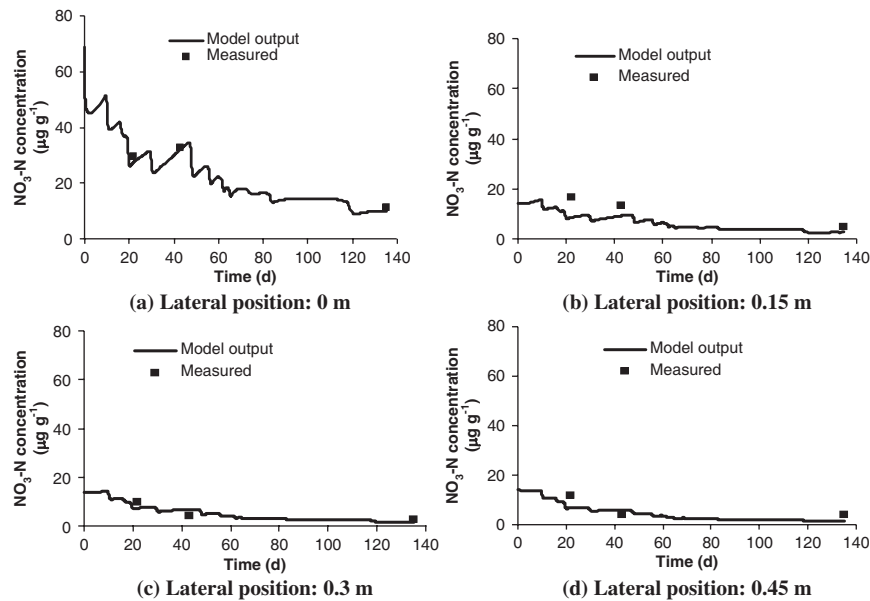 80
60
40
20
0
NO₃-N concentration
(µg g⁻¹)
Model output
Measured
0 20 40 60 80 100 120 140
Time (d)
(a) Lateral position: 0 m
80
60
40
20
0
NO₃-N concentration
(µg g⁻¹)
Model output
Measured
0 20 40 60 80 100 120 140
Time (d)
(b) Lateral position: 0.15 m
80
60
40
20
0
NO₃-N concentration
(µg g⁻¹)
Model output
Measured
0 20 40 60 80 100 120 140
Time (d)
(c) Lateral position: 0.3 m
80
60
40
20
0
NO₃-N concentration
(µg g⁻¹)
Model output
Measured
0 20 40 60 80 100 120 140
Time (d)
(d) Lateral position: 0.45 m